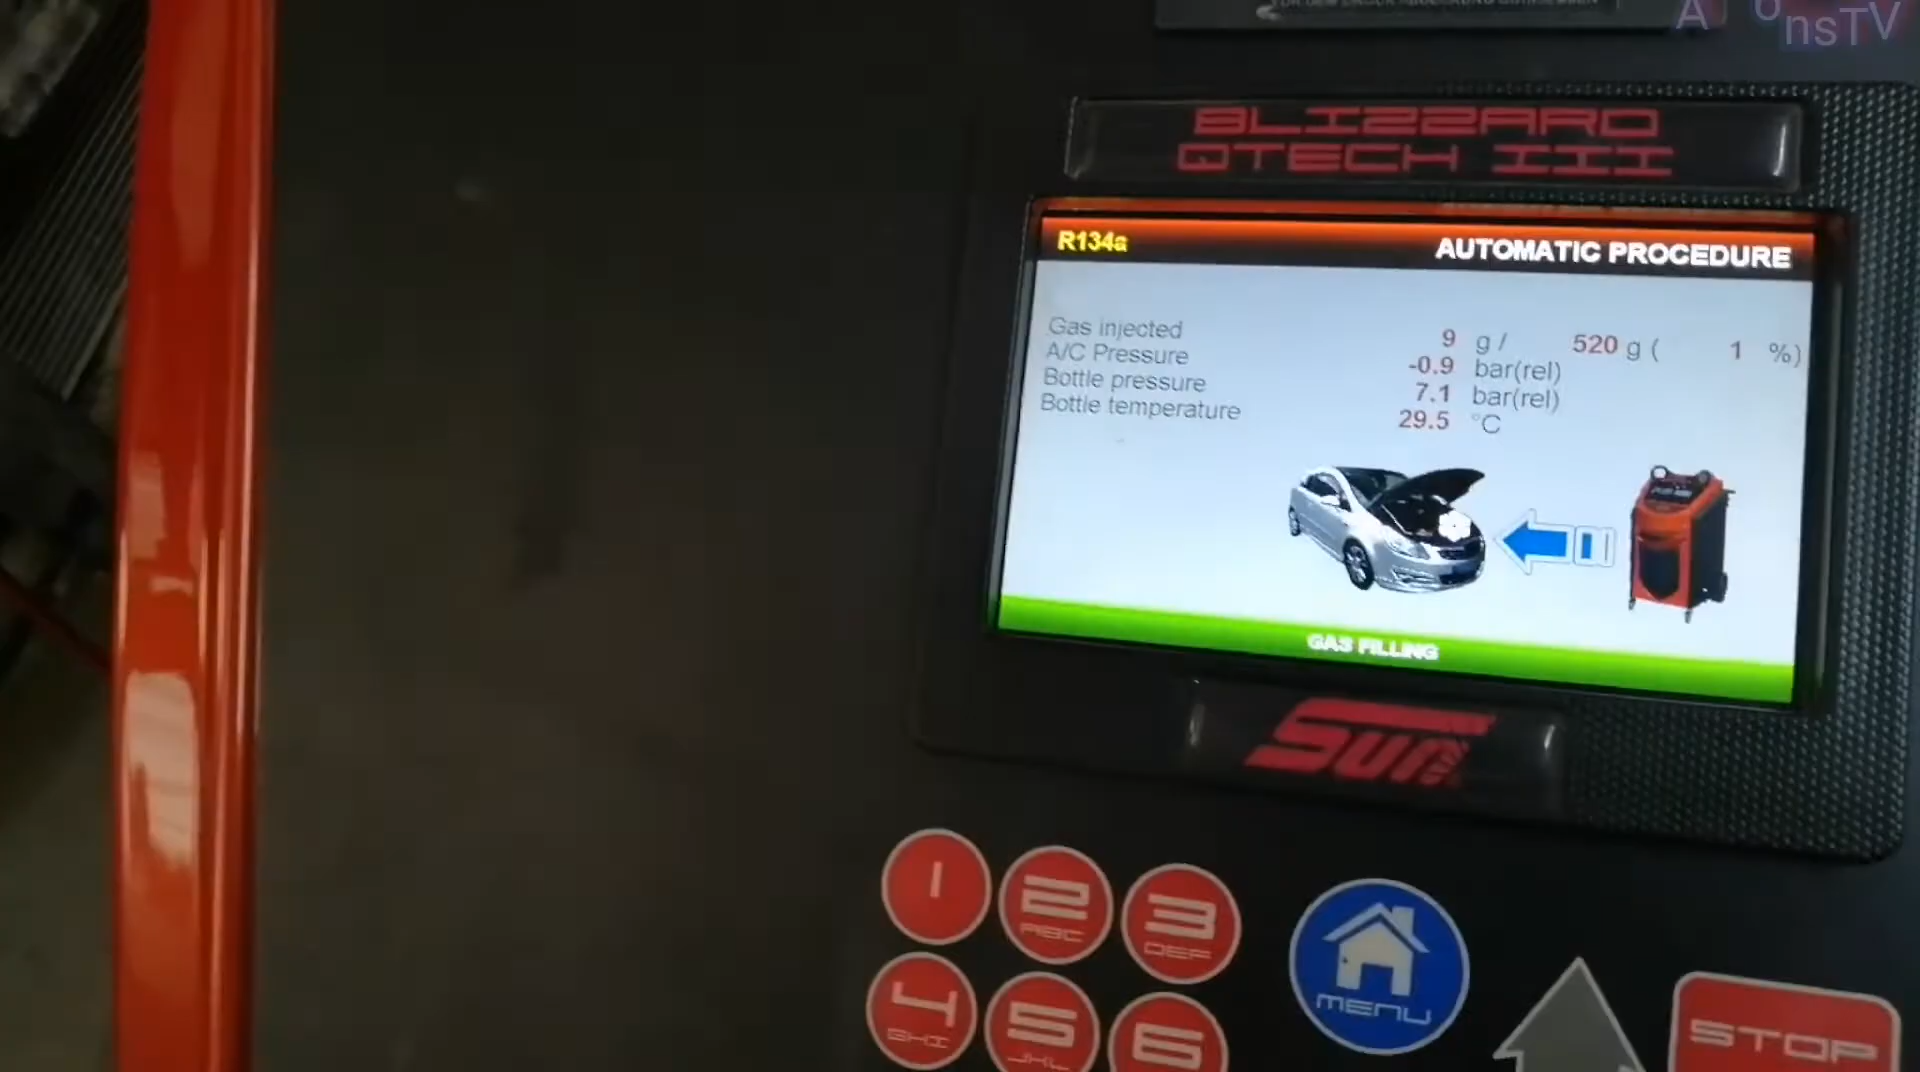 nsTV
BLIZZARD
QTECH III
R134a AUTOMATIC PROCEDURE
Gas injected 9 g / 520 g ( 1 %)
A/C Pressure -0.9 bar(rel)
Bottle pressure 7.1 bar(rel)
Bottle temperature 29.5 °C
GAS FILLING
Sun
1 2 3
ABC DEF
MENU
4 5 6
GHI JKL
STOP